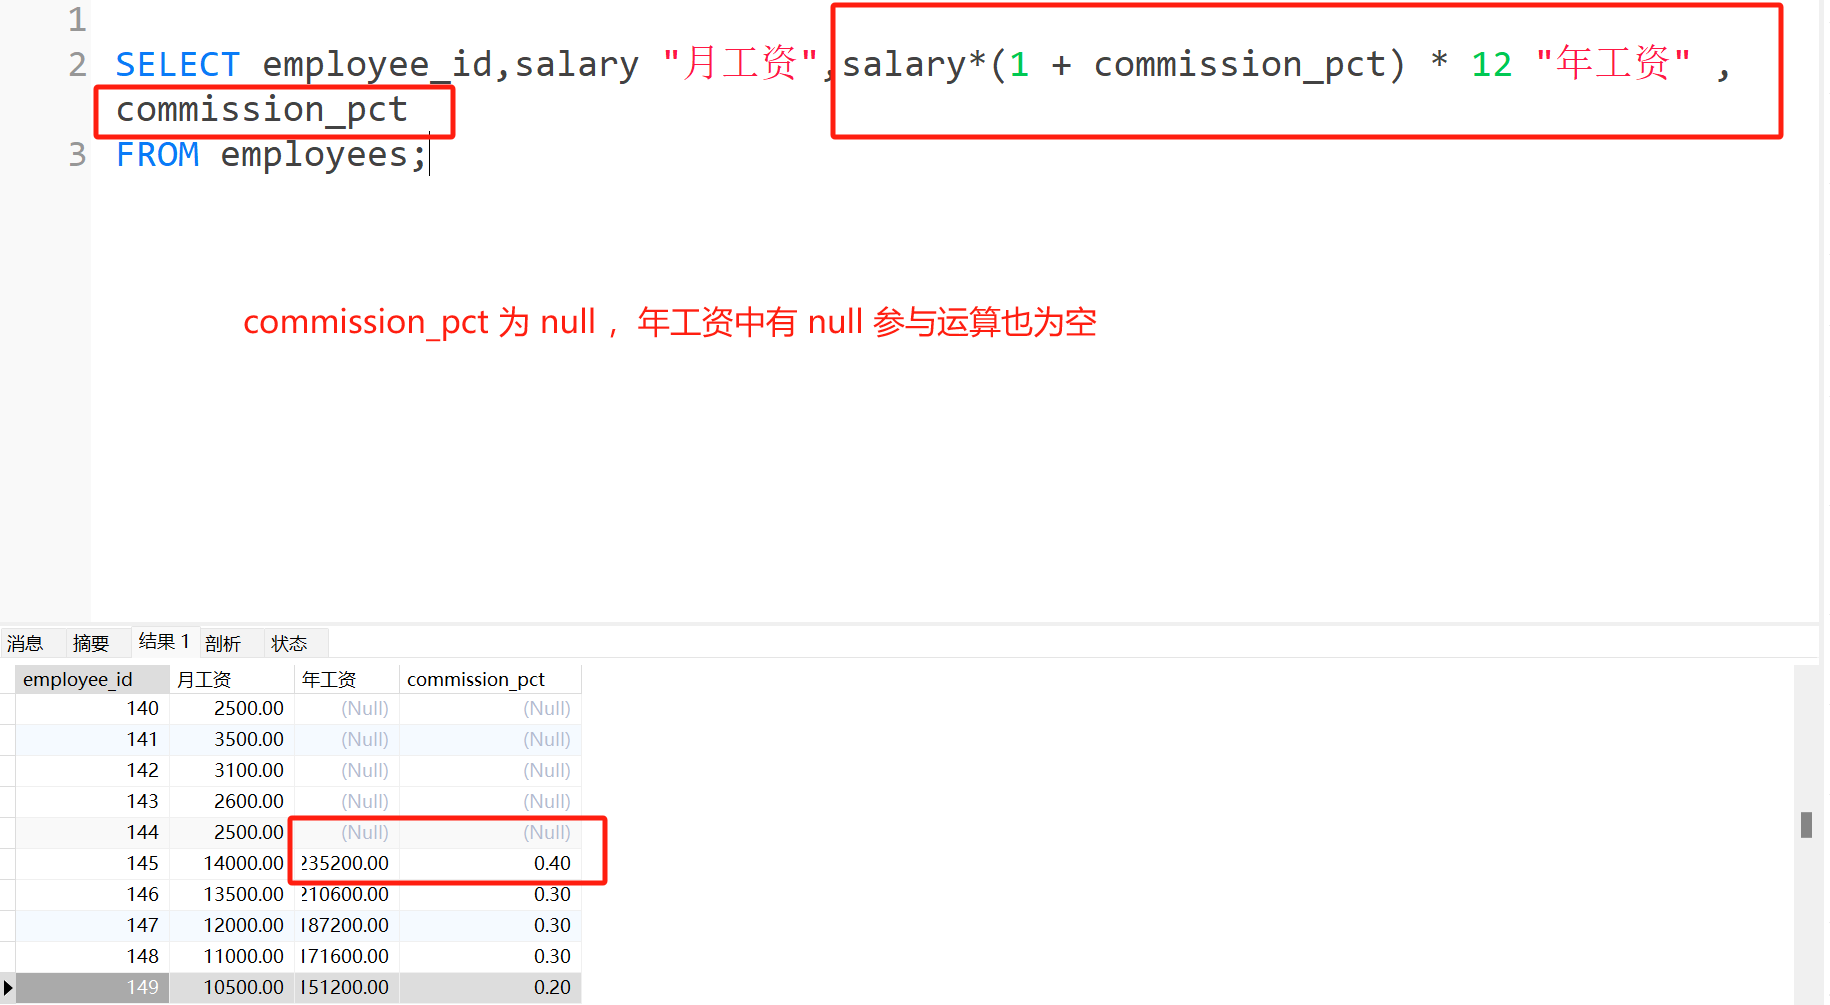 1
2 SELECT employee_id,salary "月工资",salary*(1 + commission_pct) * 12 "年工资" ,
commission_pct
3 FROM employees;
commission_pct 为 null ，年工资中有 null 参与运算也为空
消息 摘要 结果 1 剖析 状态
employee_id 月工资 年工资 commission_pct
140 2500.00 (Null) (Null)
141 3500.00 (Null) (Null)
142 3100.00 (Null) (Null)
143 2600.00 (Null) (Null)
144 2500.00 (Null) (Null)
145 14000.00 235200.00 0.40
146 13500.00 210600.00 0.30
147 12000.00 187200.00 0.30
148 11000.00 171600.00 0.30
149 10500.00 151200.00 0.20